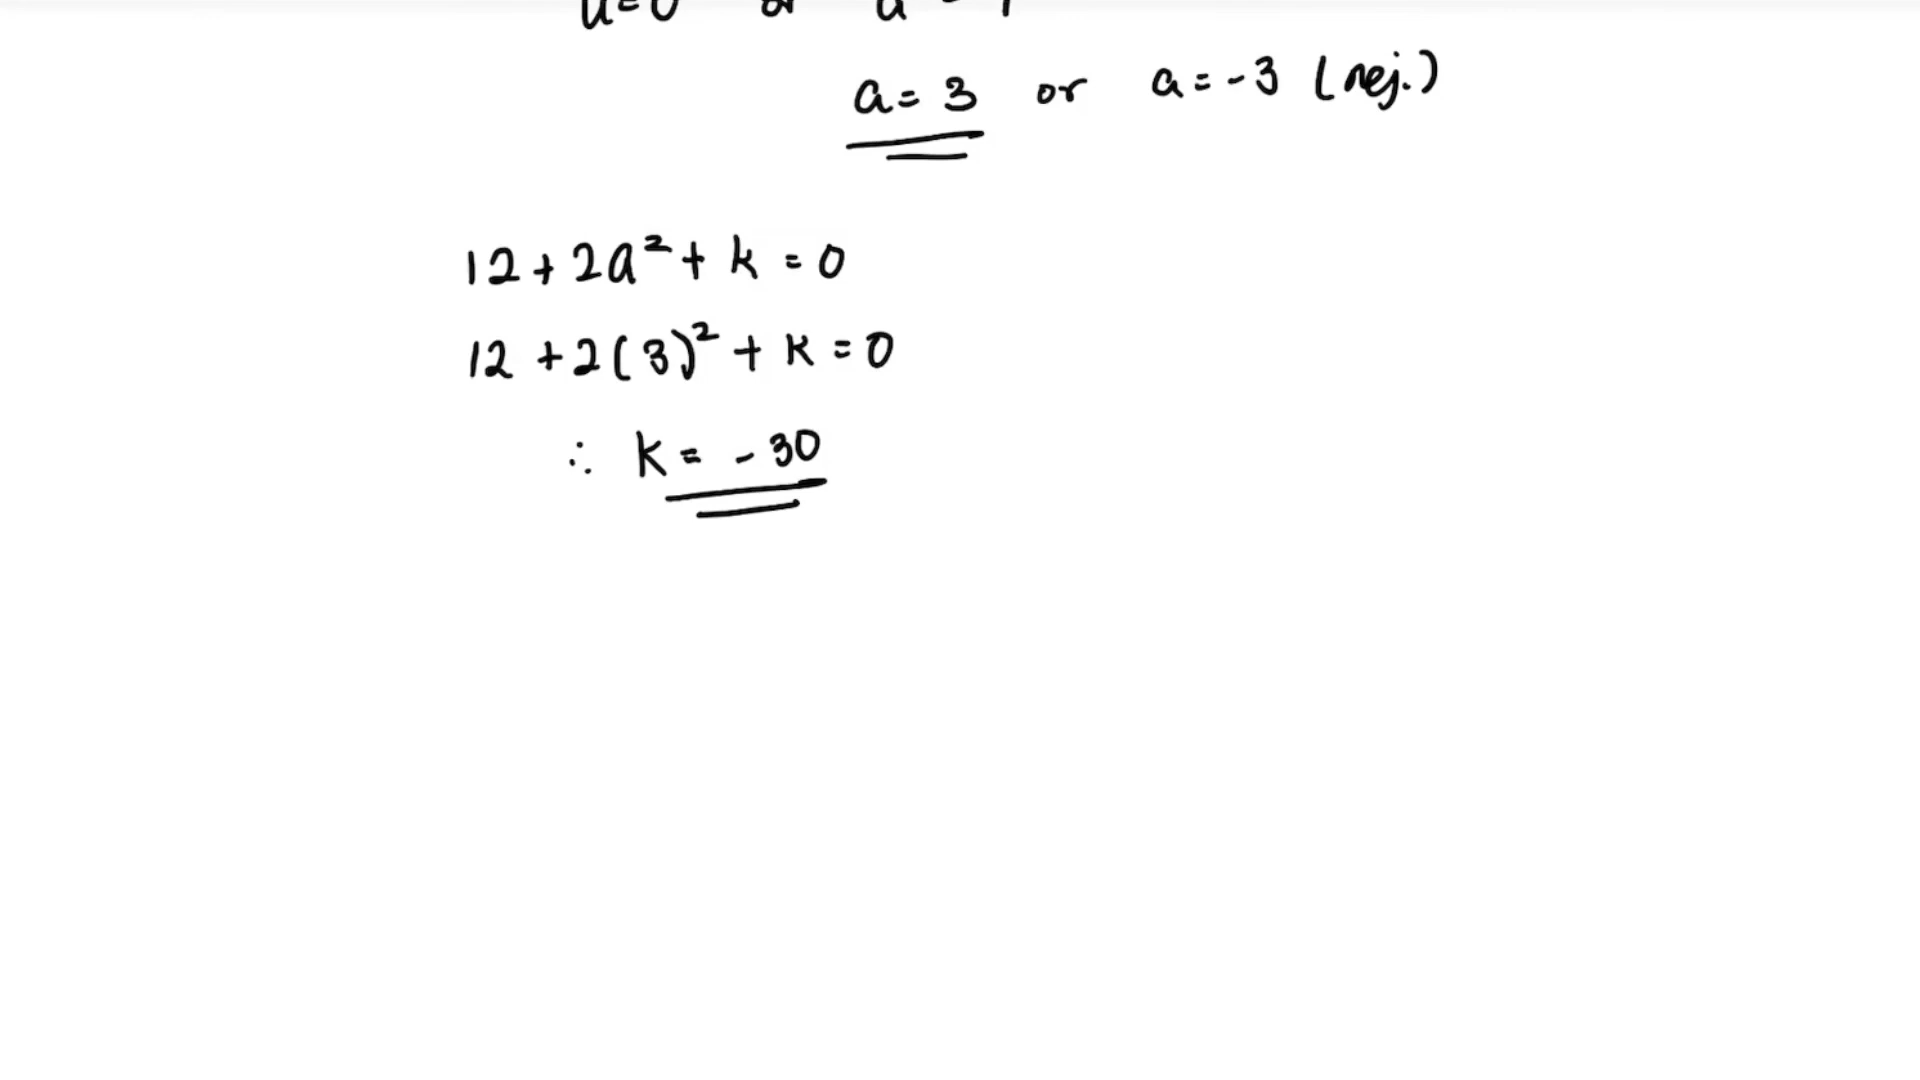 a = 3 or a = -3 (rej.)
12 + 2a² + k = 0
12 + 2(3)² + k = 0
∴ k = -30